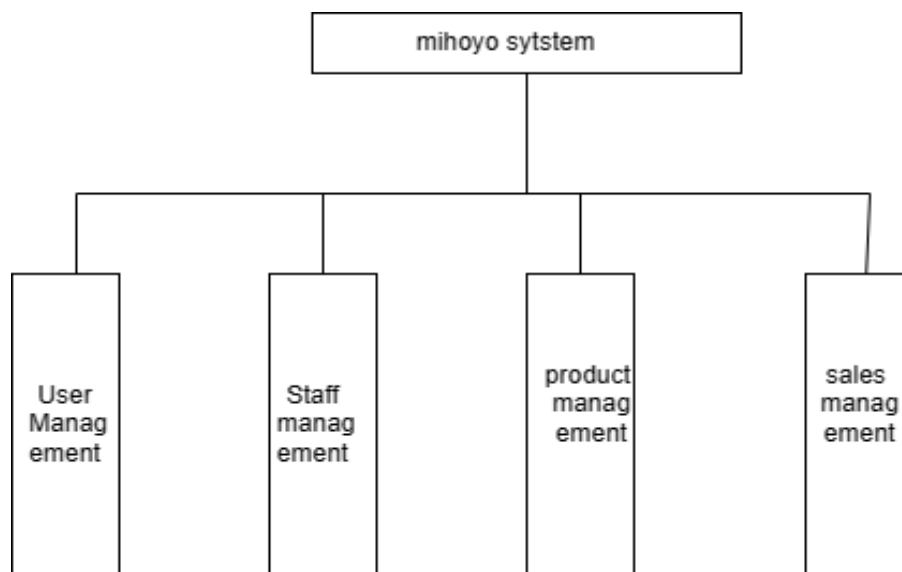 mihoyo sytstem
User
Manag
ement
Staff
manag
ement
product
manag
ement
sales
manag
ement